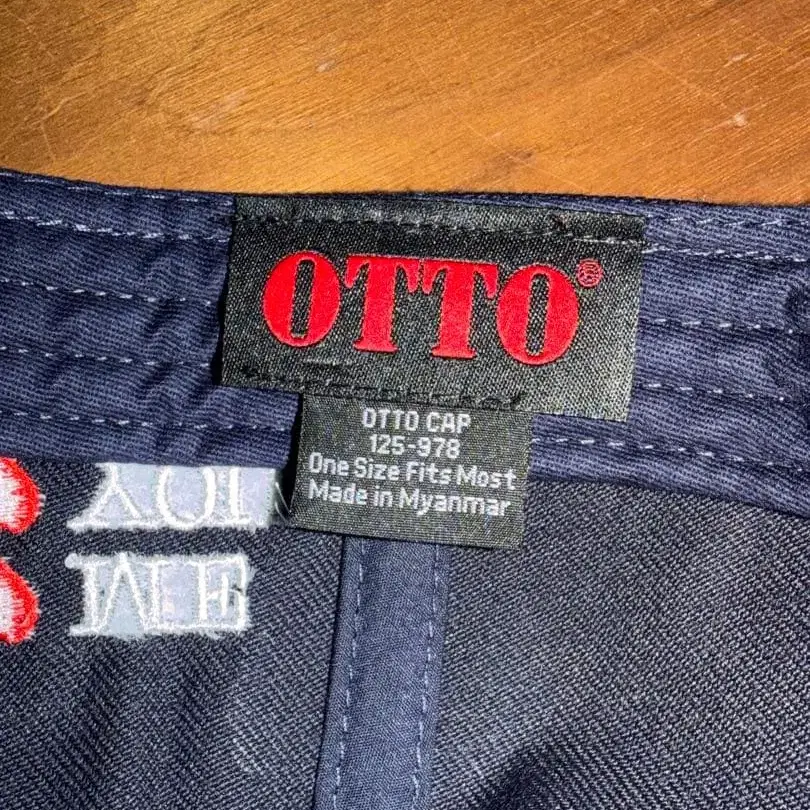 OTTO®
OTTO CAP
125-978
One Size Fits Most
Made in Myanmar